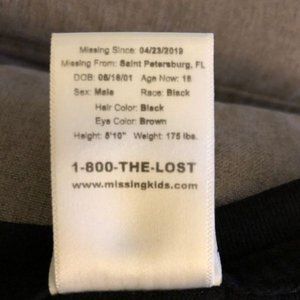 Missing Since: 04/23/2019
Missing From: Saint Petersburg, FL
DOB: 08/18/01 Age Now: 18
Sex: Male Race: Black
Hair Color: Black
Eye Color: Brown
Height: 5'10" Weight: 175 lbs.
1-800-THE-LOST
www.missingkids.com